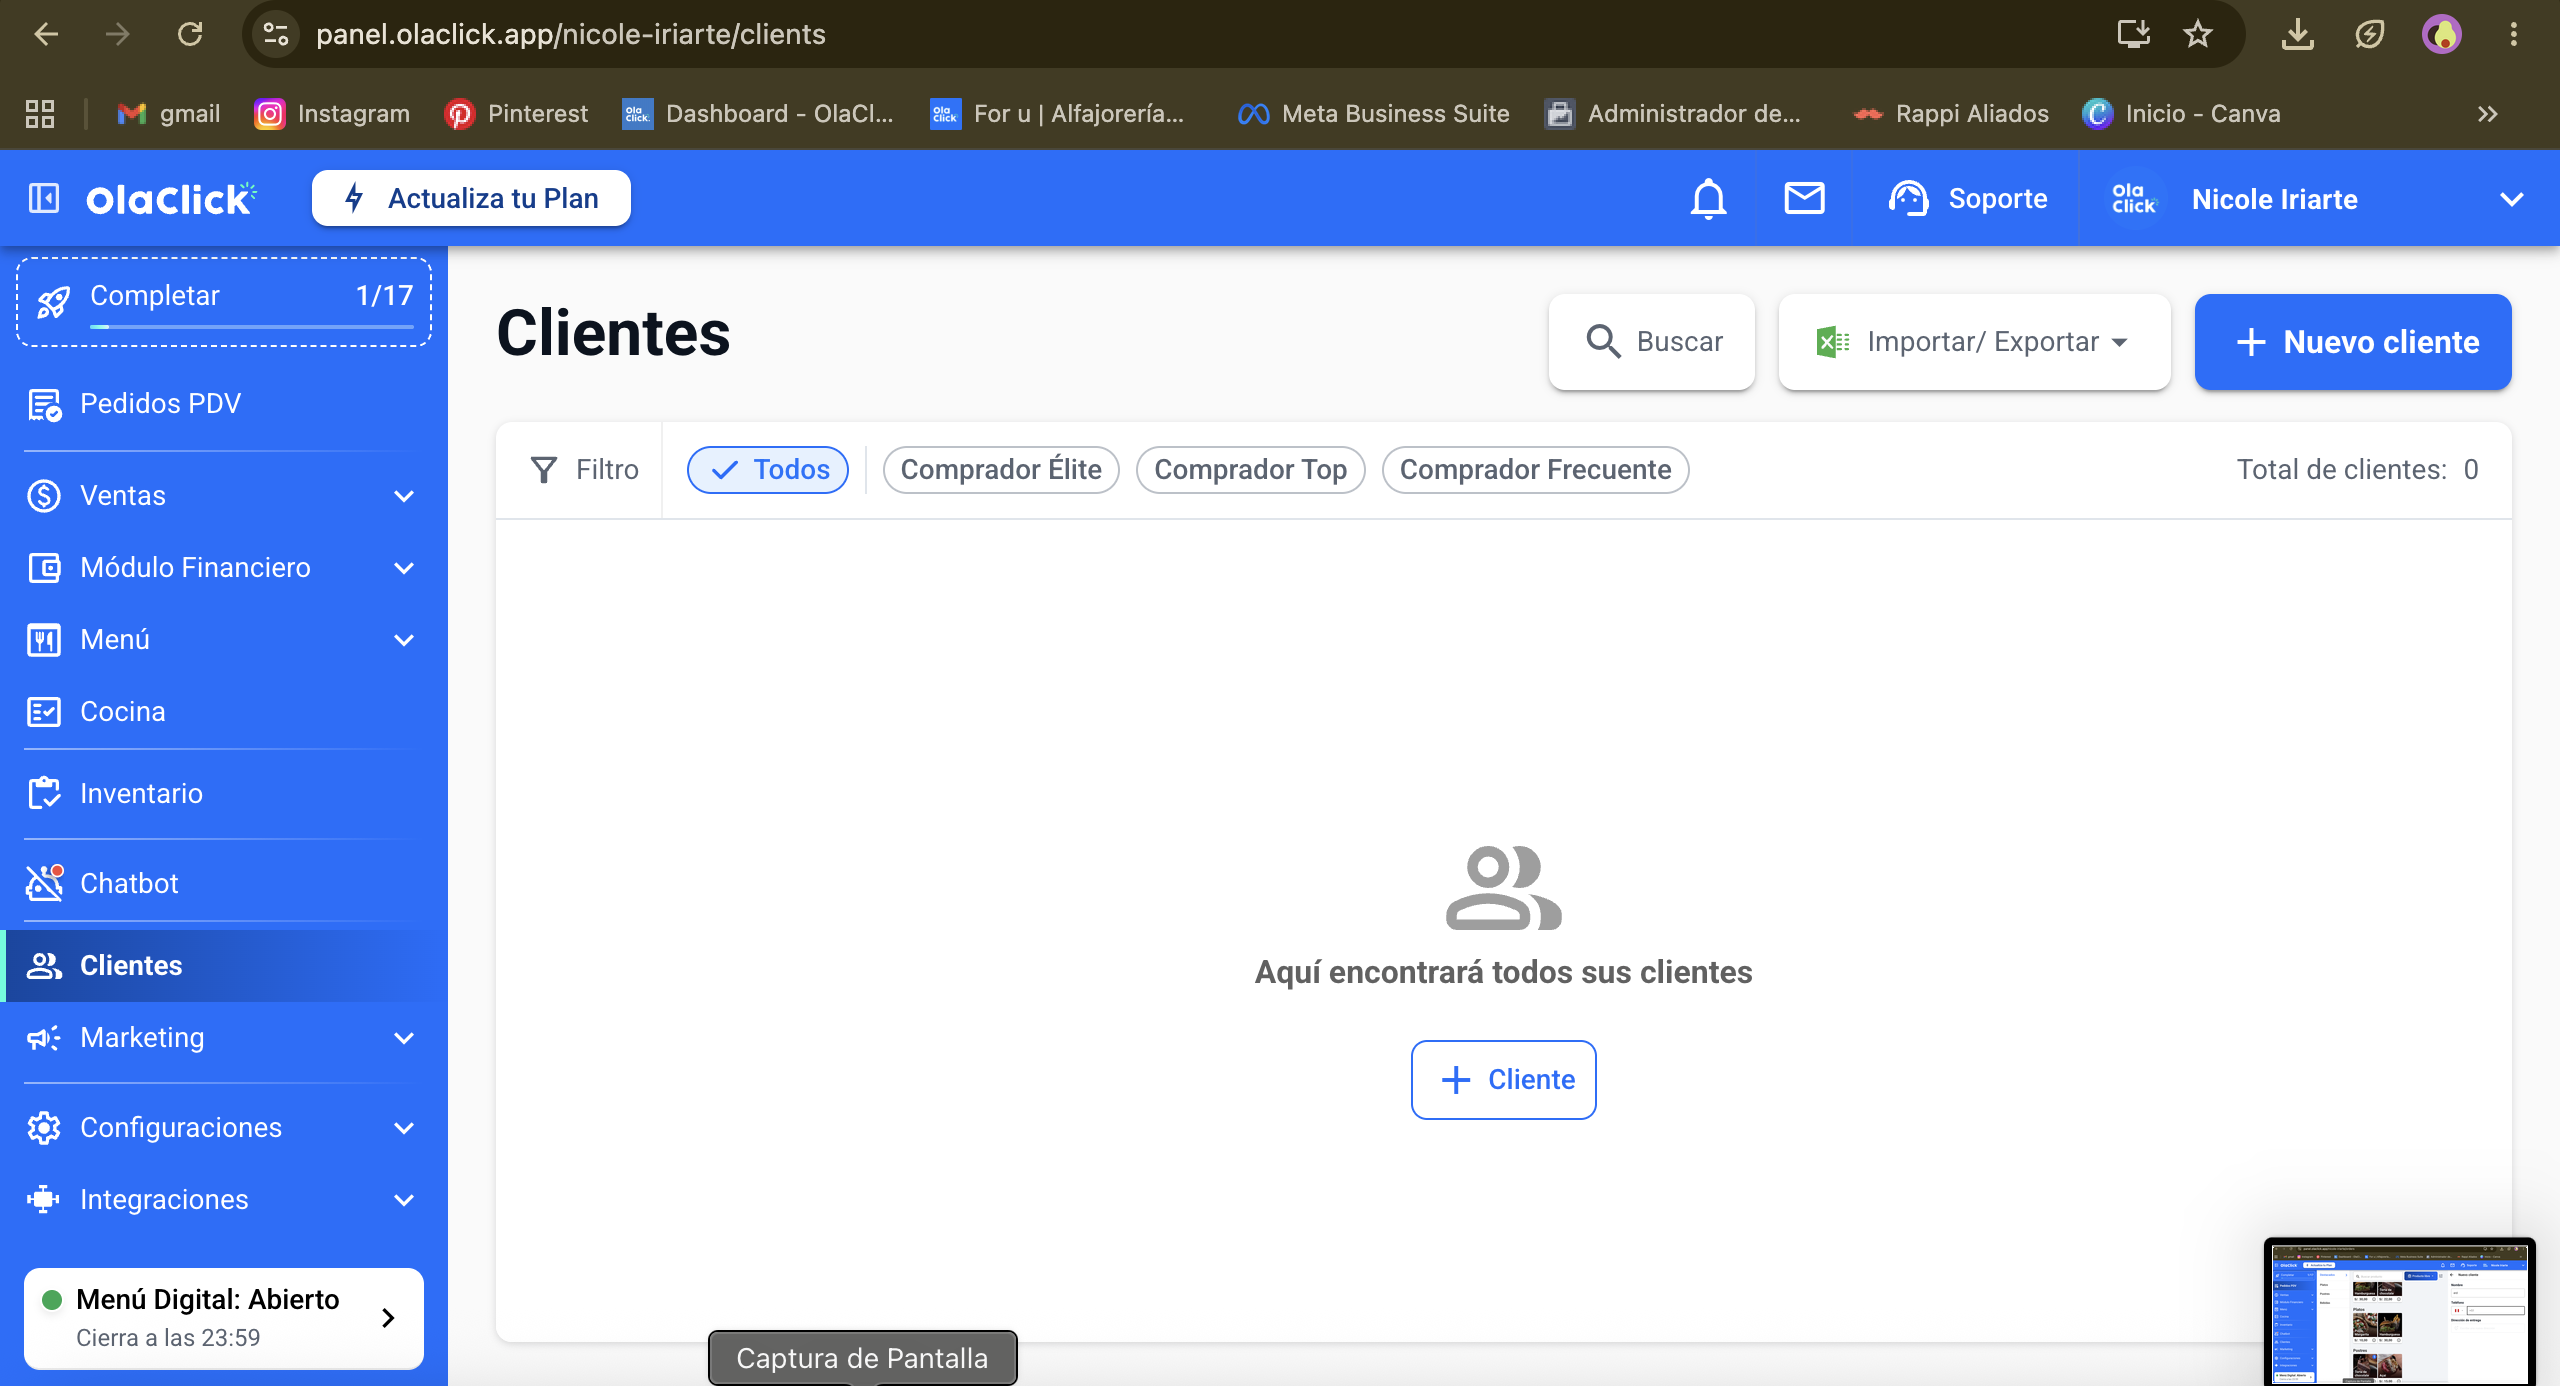 panel.olaclick.app/nicole-iriarte/clients
gmail
Instagram
Pinterest
Dashboard - OlaCl...
For u | Alfajorería...
Meta Business Suite
Administrador de...
Rappi Aliados
Inicio - Canva
OlaClick
Actualiza tu Plan
Soporte
Ola Click
Nicole Iriarte
Completar 1/17
Pedidos PDV
Ventas
Módulo Financiero
Menú
Cocina
Inventario
Chatbot
Clientes
Marketing
Configuraciones
Integraciones
Menú Digital: Abierto
Cierra a las 23:59
Clientes
Buscar
Importar/ Exportar
+ Nuevo cliente
Filtro
Todos
Comprador Élite
Comprador Top
Comprador Frecuente
Total de clientes: 0
Aquí encontrará todos sus clientes
+ Cliente
Captura de Pantalla